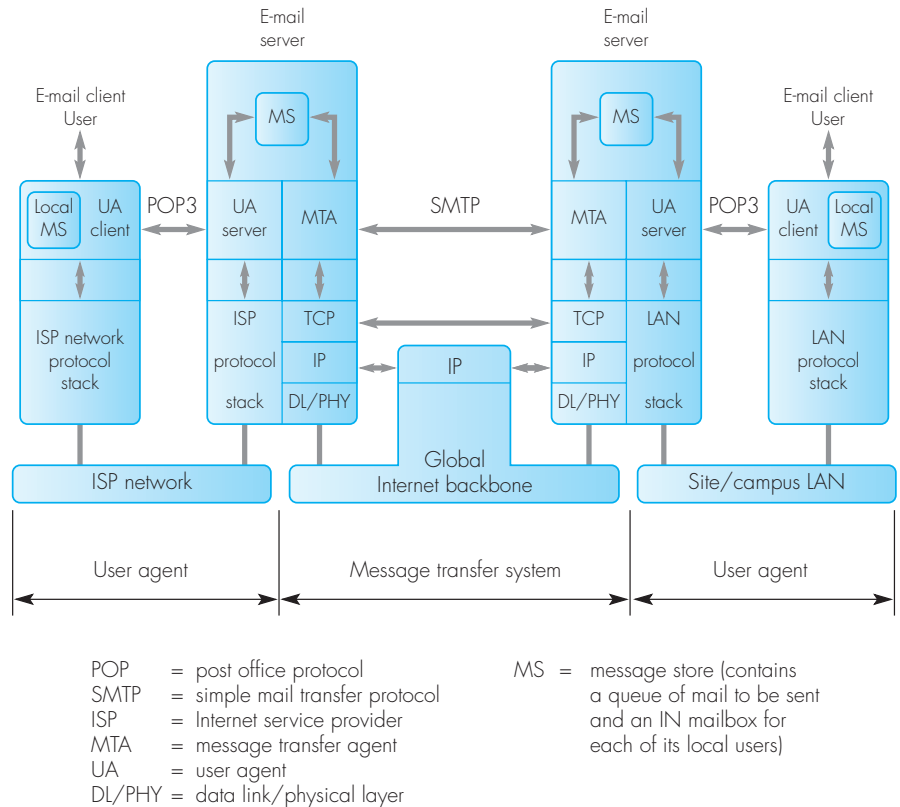 E-mail
server
E-mail
server
E-mail client
User
E-mail client
User
MS
MS
Local
MS
UA
client
POP3
UA
server
MTA
SMTP
MTA
UA
server
POP3
UA
client
Local
MS
ISP network
protocol
stack
ISP
protocol
stack
TCP
IP
DL/PHY
IP
TCP
IP
DL/PHY
LAN
protocol
stack
LAN
protocol
stack
ISP network
Global
Internet backbone
Site/campus LAN
User agent
Message transfer system
User agent
POP = post office protocol
SMTP = simple mail transfer protocol
ISP = Internet service provider
MTA = message transfer agent
UA = user agent
DL/PHY = data link/physical layer
MS = message store (contains
a queue of mail to be sent
and an IN mailbox for
each of its local users)